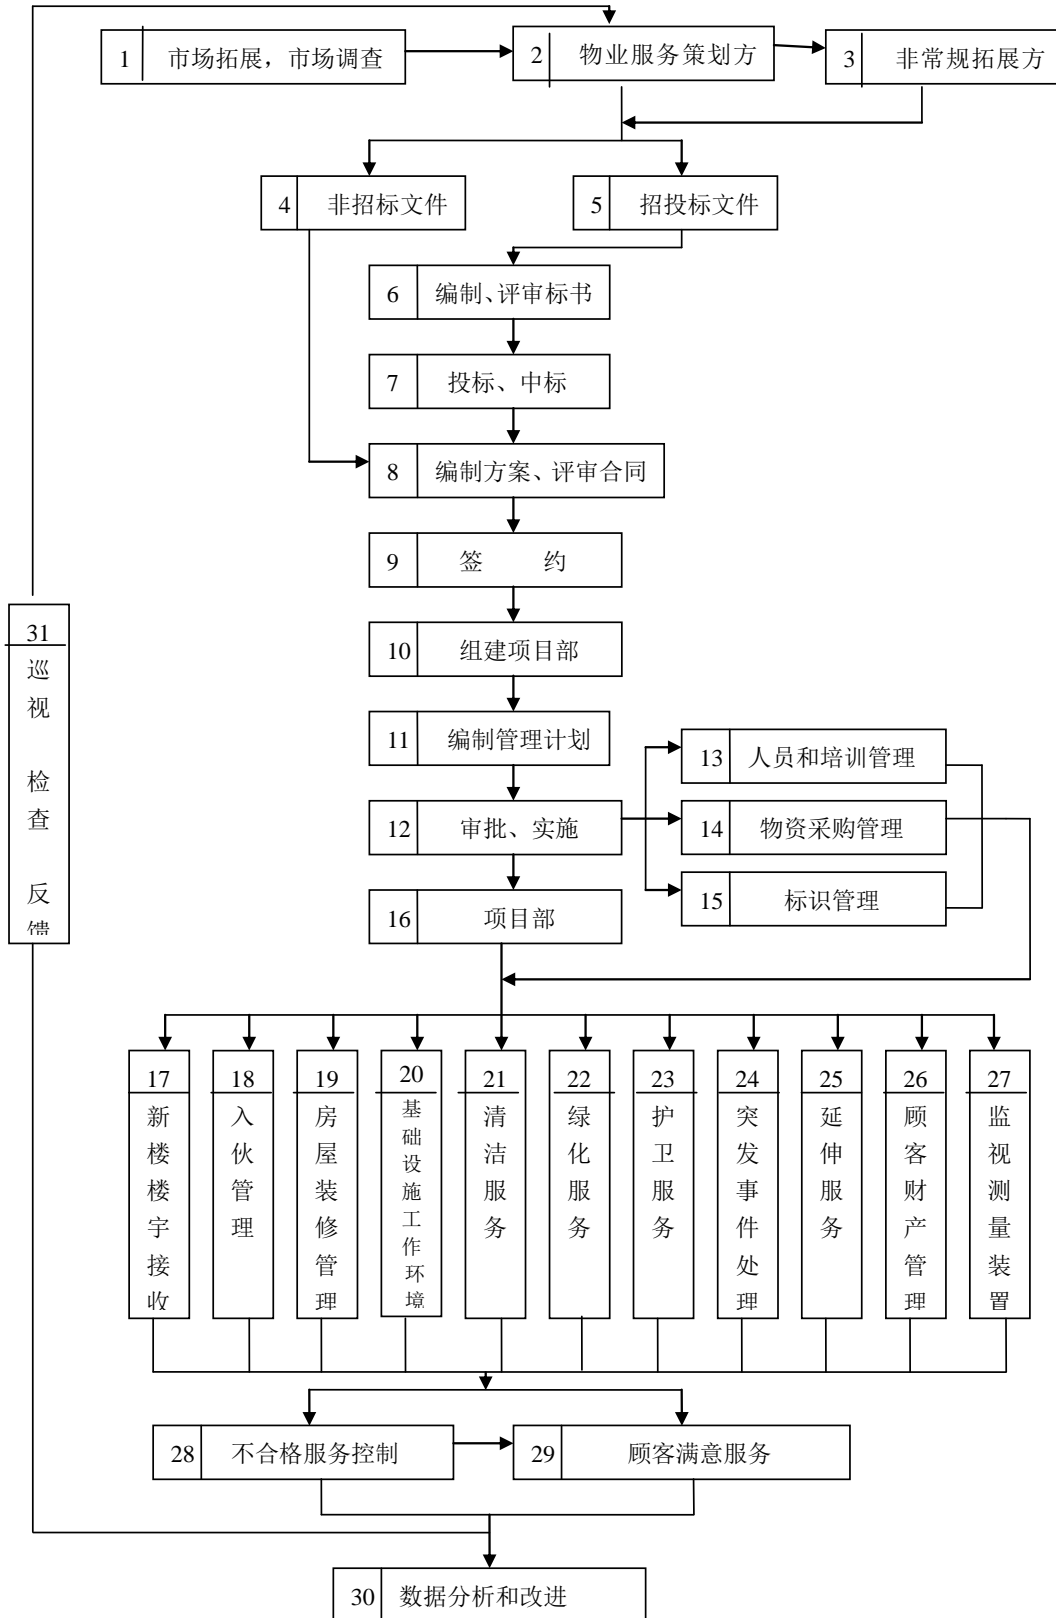 1 市场拓展，市场调查
2 物业服务策划方
3 非常规拓展方
4 非招标文件
5 招投标文件
6 编制、评审标书
7 投标、中标
8 编制方案、评审合同
9 签 约
10 组建项目部
11 编制管理计划
12 审批、实施
13 人员和培训管理
14 物资采购管理
15 标识管理
16 项目部
17 新楼楼宇接收
18 入伙管理
19 房屋装修管理
20 基础设施工作环境
21 清洁服务
22 绿化服务
23 护卫服务
24 突发事件处理
25 延伸服务
26 顾客财产管理
27 监视测量装置
28 不合格服务控制
29 顾客满意服务
30 数据分析和改进
31 巡视 检查 反馈